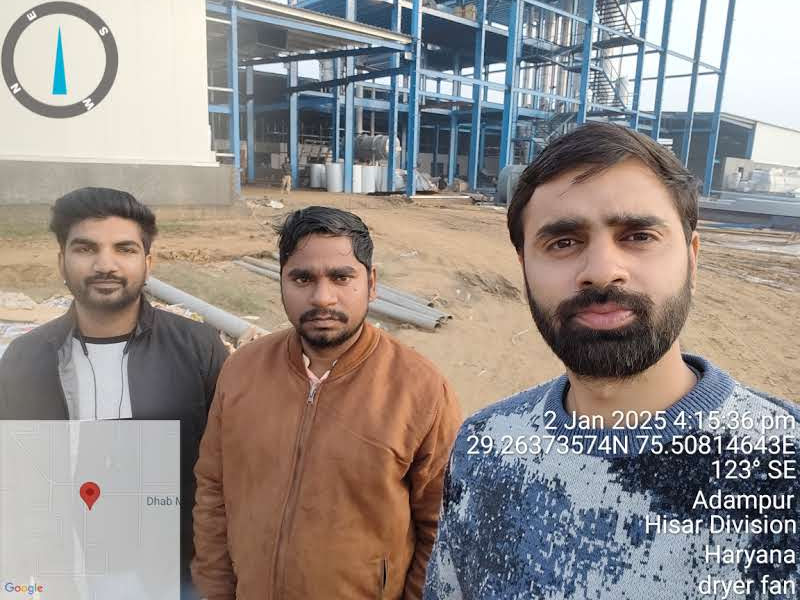 N
E
S
W
2 Jan 2025 4:15:36 pm
29.26373574N 75.50814643E
123° SE
Adampur
Hisar Division
Haryana
dryer fan
Dhab
Google